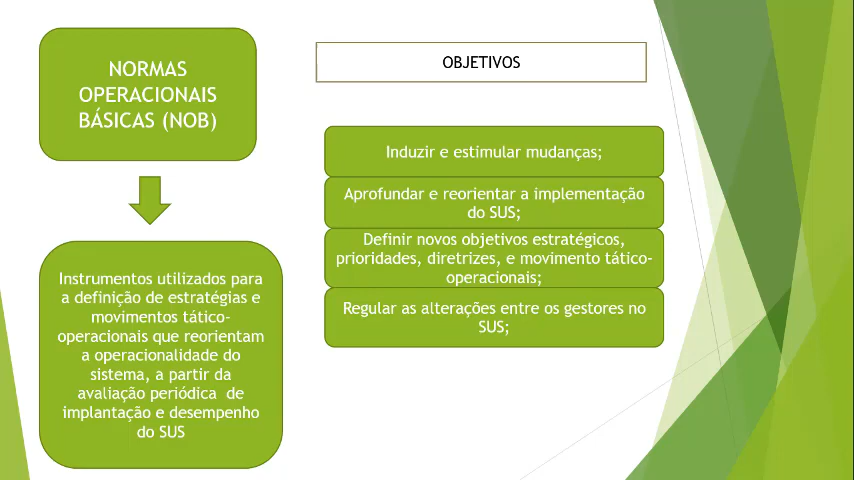 NORMAS
OPERACIONAIS
BÁSICAS (NOB)
Instrumentos utilizados para
a definição de estratégias e
movimentos tático-
operacionais que reorientam
a operacionalidade do
sistema, a partir da
avaliação periódica de
implantação e desempenho
do SUS
OBJETIVOS
Induzir e estimular mudanças;
Aprofundar e reorientar a implementação
do SUS;
Definir novos objetivos estratégicos,
prioridades, diretrizes, e movimento tático-
operacionais;
Regular as alterações entre os gestores no
SUS;